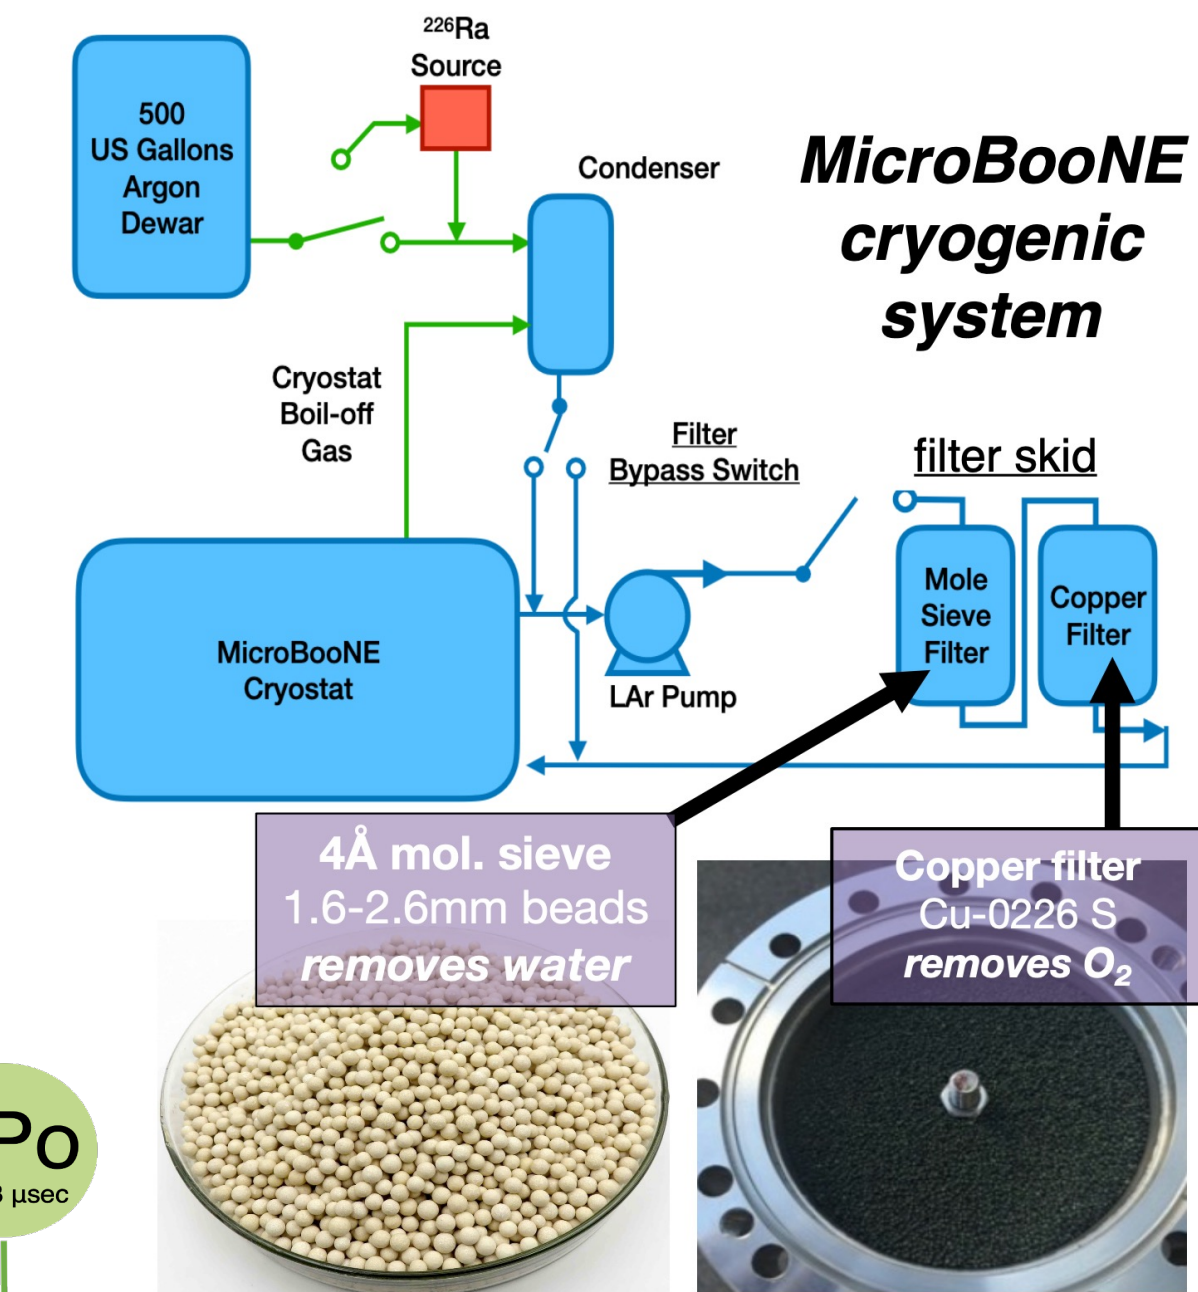 ²²⁶Ra
Source
500
US Gallons
Argon
Dewar
Condenser
MicroBooNE
cryogenic
system
Cryostat
Boil-off
Gas
Filter
Bypass Switch
filter skid
MicroBooNE
Cryostat
LAr Pump
Mole
Sieve
Filter
Copper
Filter
4Å mol. sieve
1.6-2.6mm beads
removes water
Copper filter
Cu-0226 S
removes O₂
Po
µsec